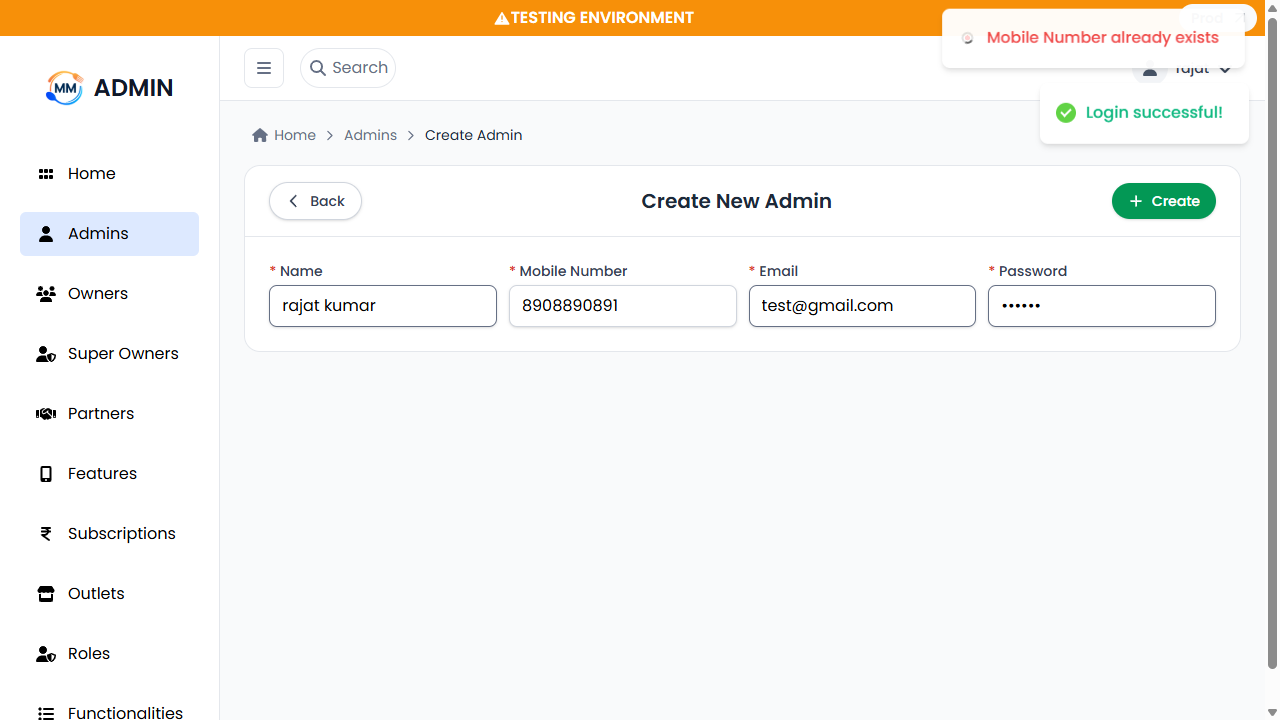 TESTING ENVIRONMENT
Prod
Mobile Number already exists
MM ADMIN
Search
rajat
Login successful!
Home > Admins > Create Admin
Home
Admins
Owners
Super Owners
Partners
Features
Subscriptions
Outlets
Roles
Functionalities
Back
Create New Admin
+ Create
* Name
* Mobile Number
* Email
* Password
rajat kumar
8908890891
test@gmail.com
••••••